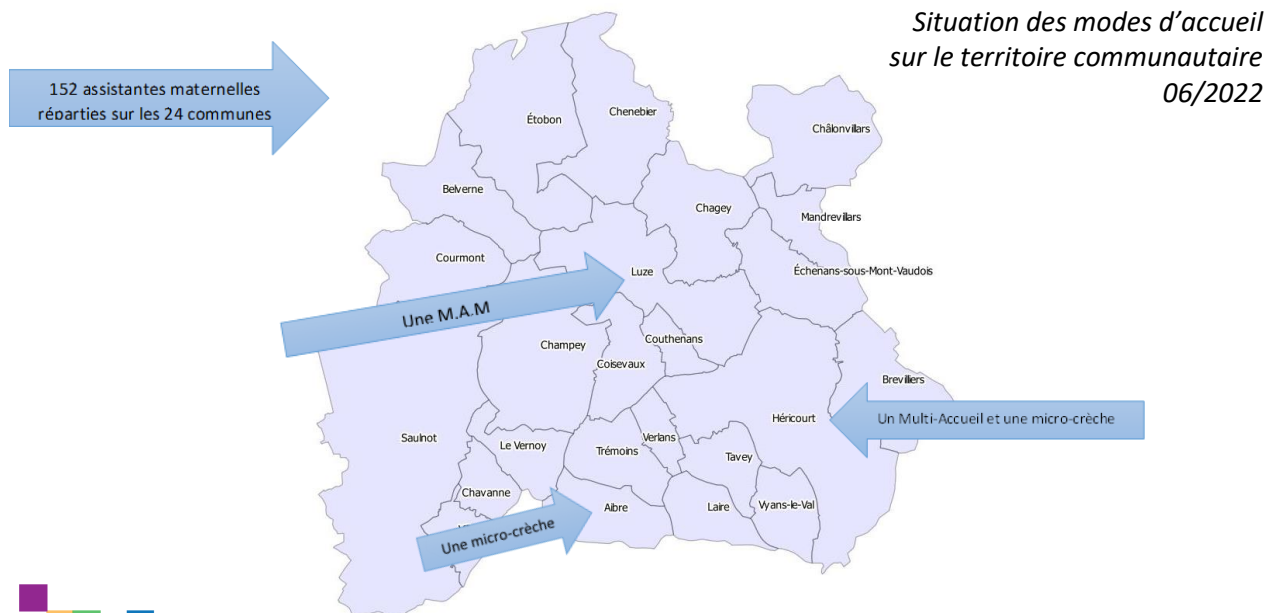 Situation des modes d’accueil
sur le territoire communautaire
06/2022
152 assistantes maternelles
réparties sur les 24 communes
Étobon
Chenebier
Châlonvillars
Belverne
Chagey
Mandrevillars
Courmont
Luze
Échenans-sous-Mont-Vaudois
Une M.A.M
Champey
Couthenans
Coisevaux
Brevilliers
Héricourt
Un Multi-Accueil et une micro-crèche
Saulnot
Le Vernoy
Trémoins
Verlans
Tavey
Chavanne
Aibre
Laire
Vyans-le-Val
Une micro-crèche